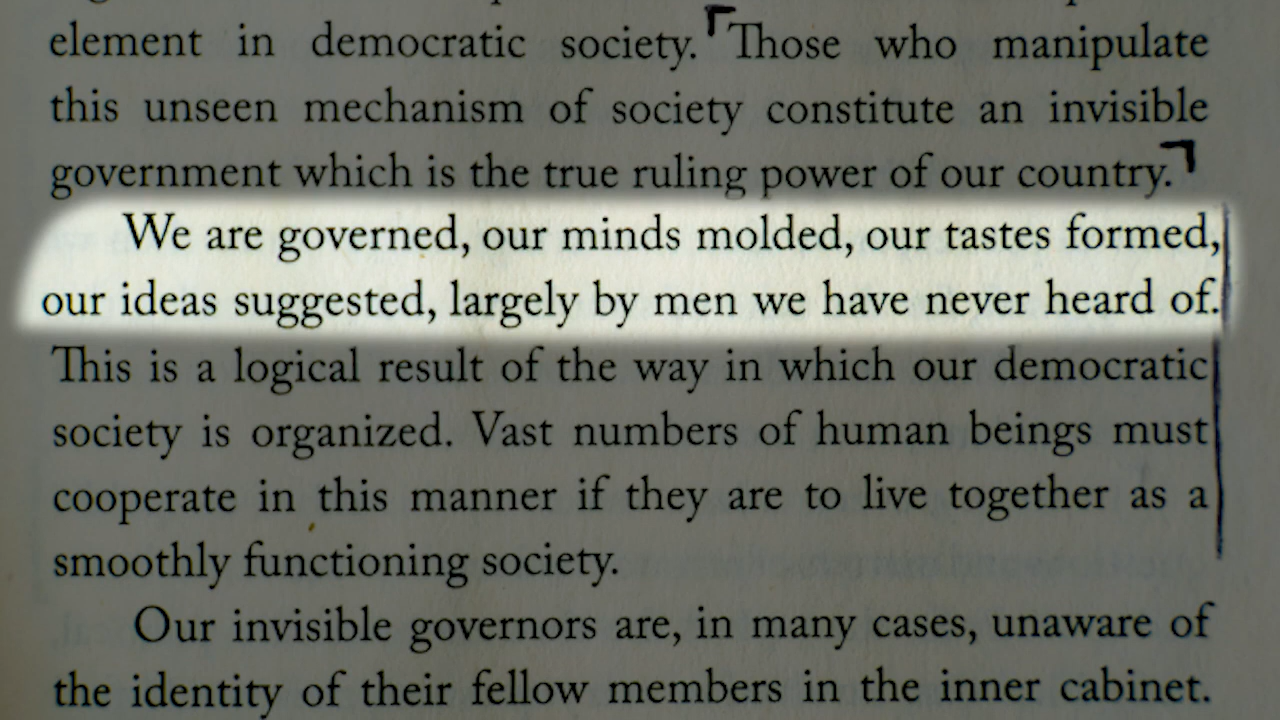 element in democratic society. Those who manipulate
this unseen mechanism of society constitute an invisible
government which is the true ruling power of our country.
We are governed, our minds molded, our tastes formed,
our ideas suggested, largely by men we have never heard of.
This is a logical result of the way in which our democratic
society is organized. Vast numbers of human beings must
cooperate in this manner if they are to live together as a
smoothly functioning society.
Our invisible governors are, in many cases, unaware of
the identity of their fellow members in the inner cabinet.